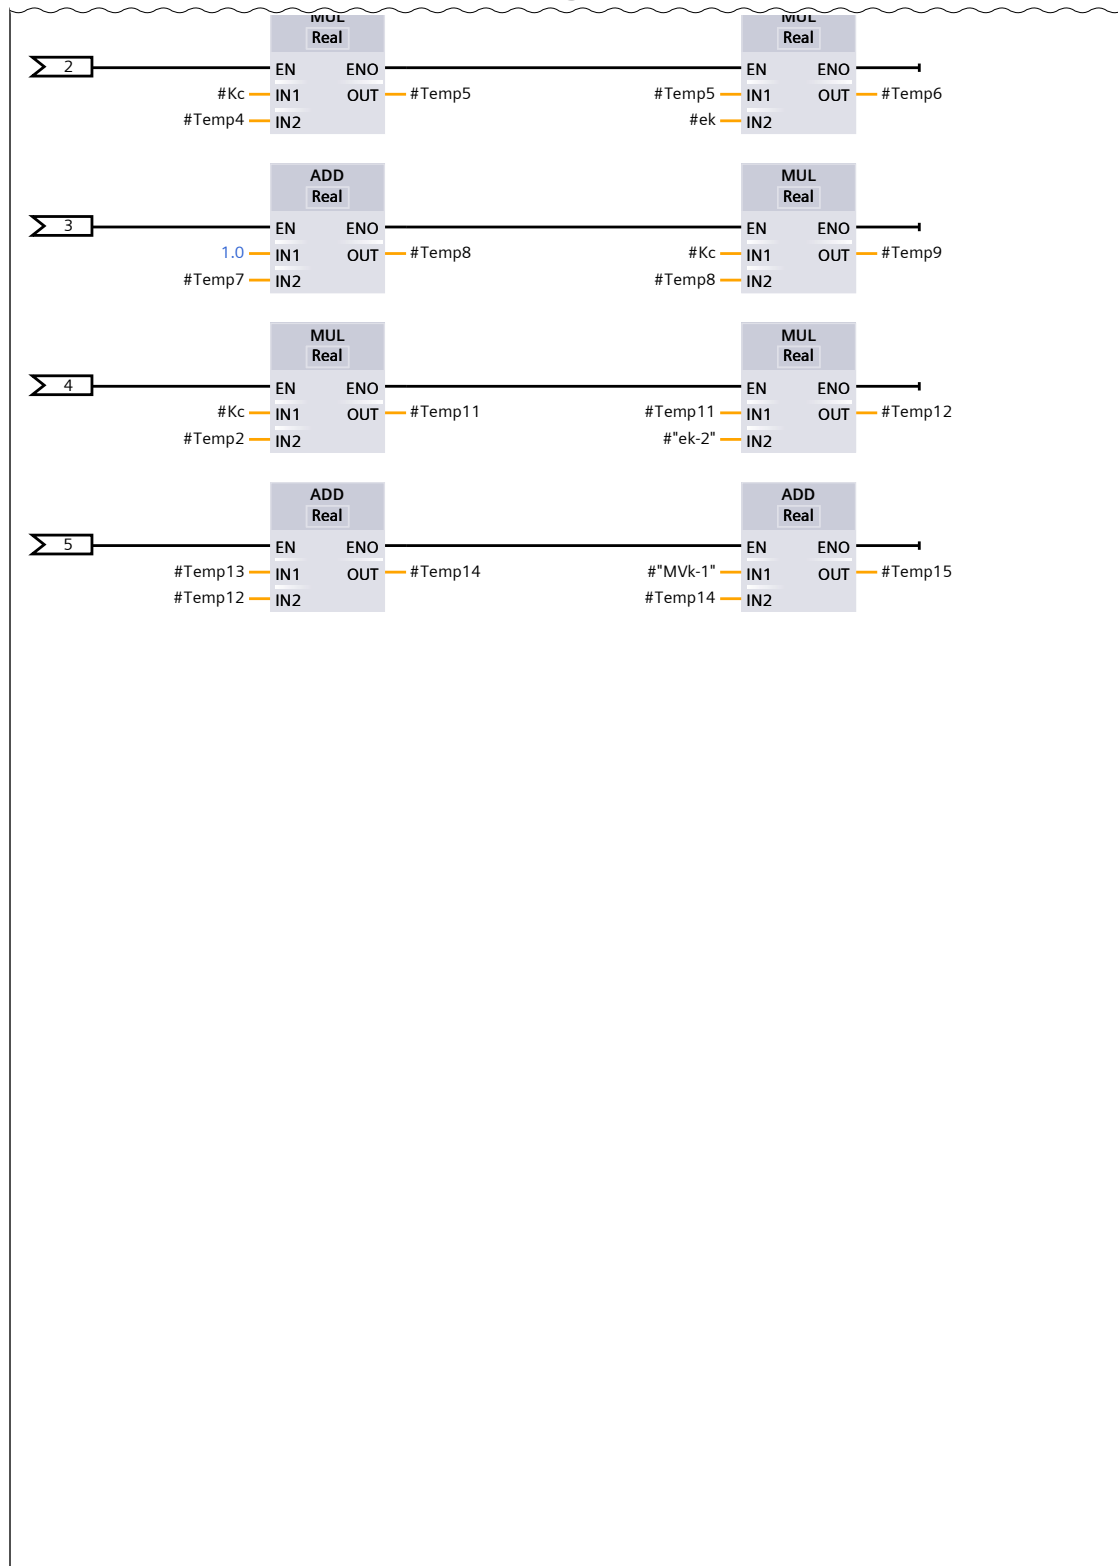 MUL MUL
Real Real
2 EN ENO EN ENO
#Kc IN1 OUT #Temp5 #Temp5 IN1 OUT #Temp6
#Temp4 IN2 #ek IN2
ADD MUL
Real Real
3 EN ENO EN ENO
1.0 IN1 OUT #Temp8 #Kc IN1 OUT #Temp9
#Temp7 IN2 #Temp8 IN2
MUL MUL
Real Real
4 EN ENO EN ENO
#Kc IN1 OUT #Temp11 #Temp11 IN1 OUT #Temp12
#Temp2 IN2 #"ek-2" IN2
ADD ADD
Real Real
5 EN ENO EN ENO
#Temp13 IN1 OUT #Temp14 #"MVk-1" IN1 OUT #Temp15
#Temp12 IN2 #Temp14 IN2